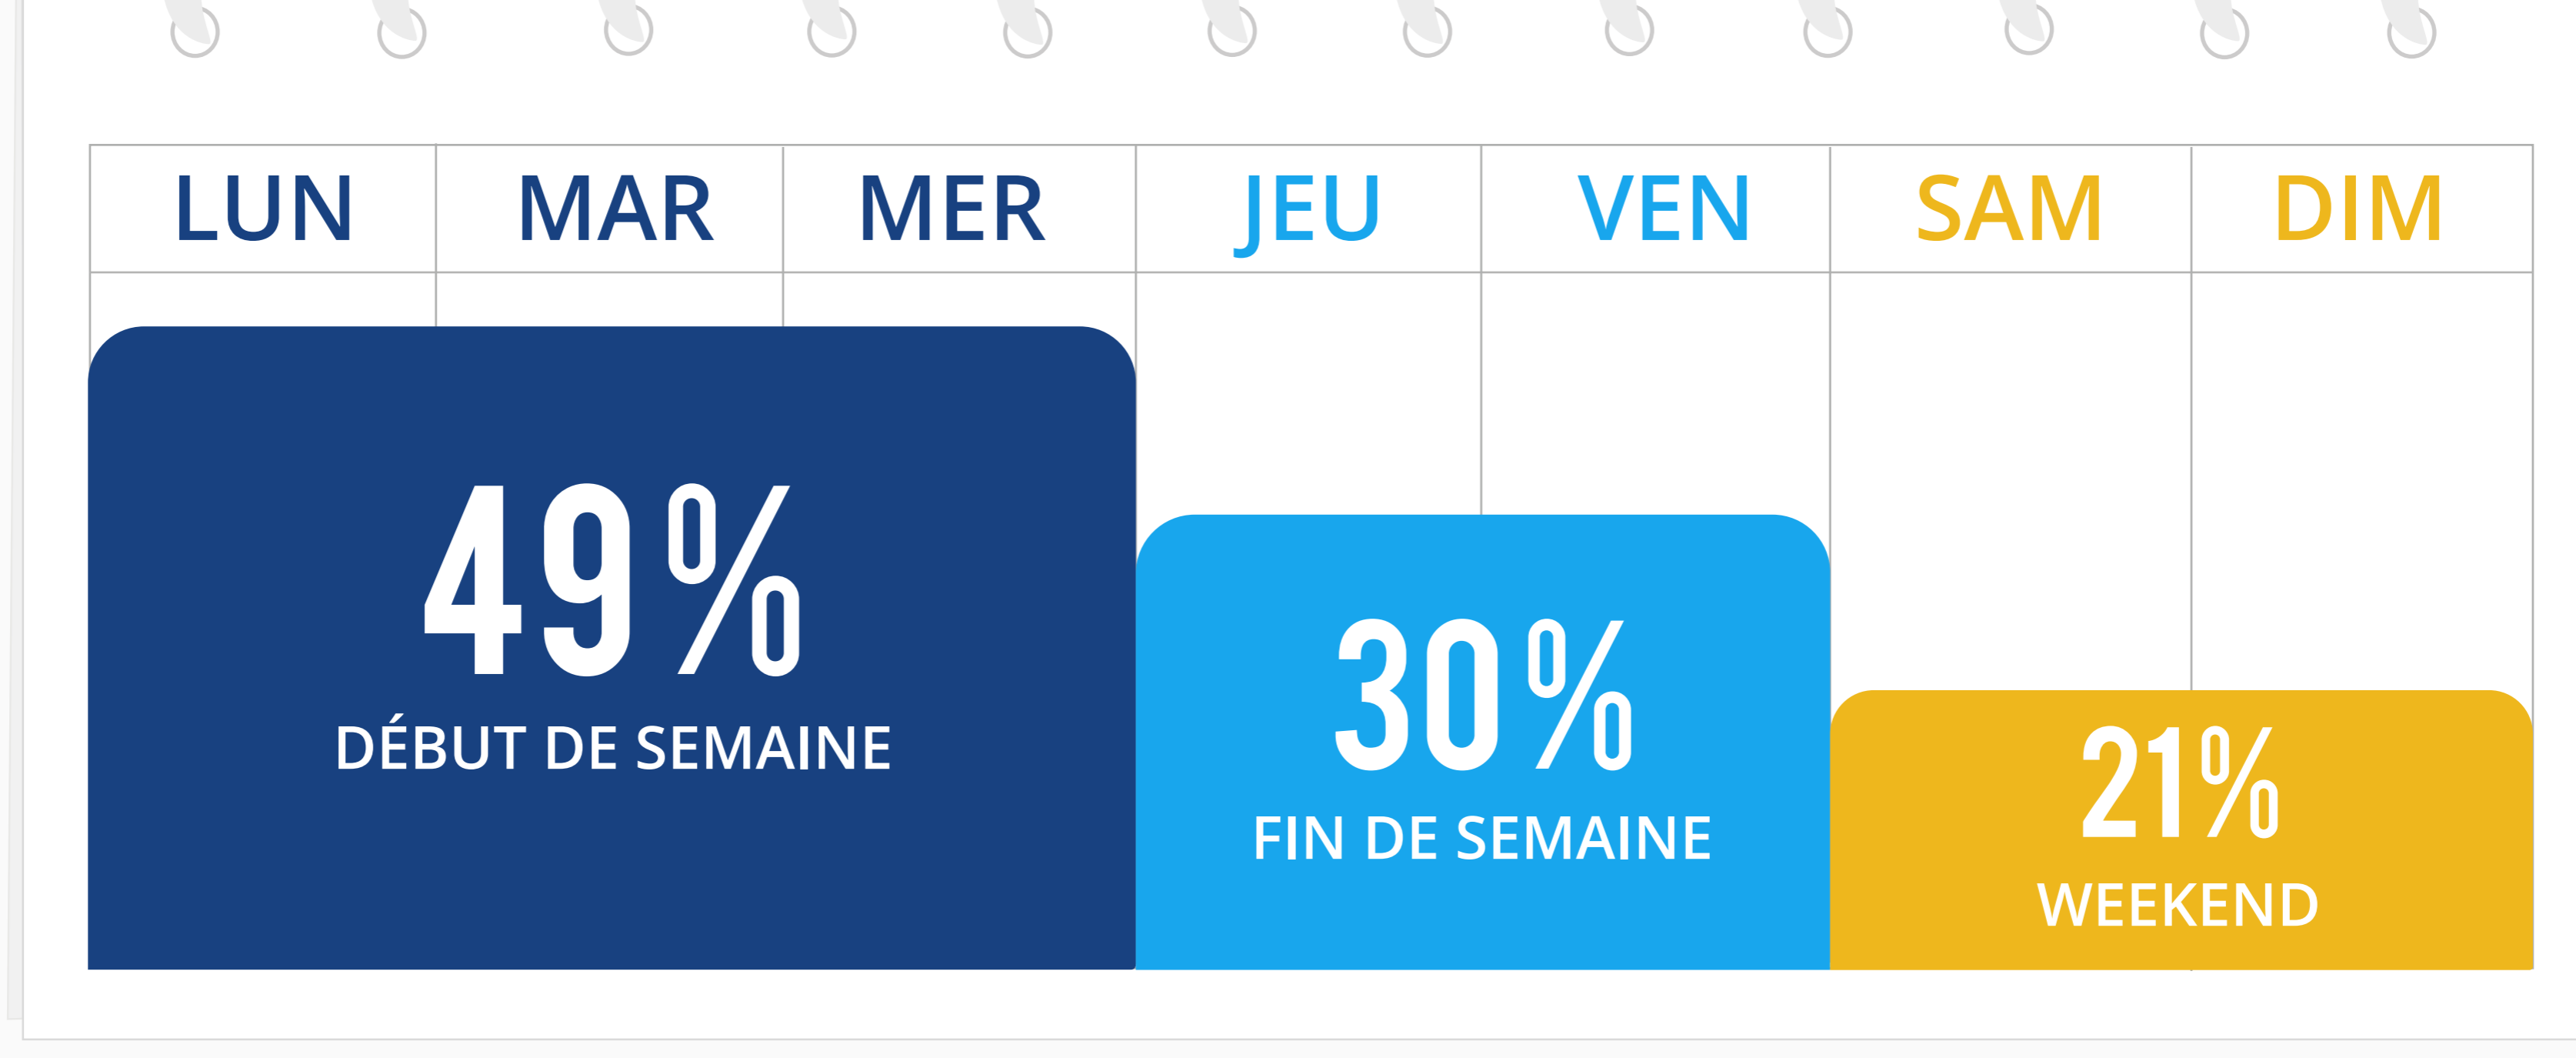 LUN MAR MER JEU VEN SAM DIM
49%
DÉBUT DE SEMAINE
30%
FIN DE SEMAINE
21%
WEEKEND